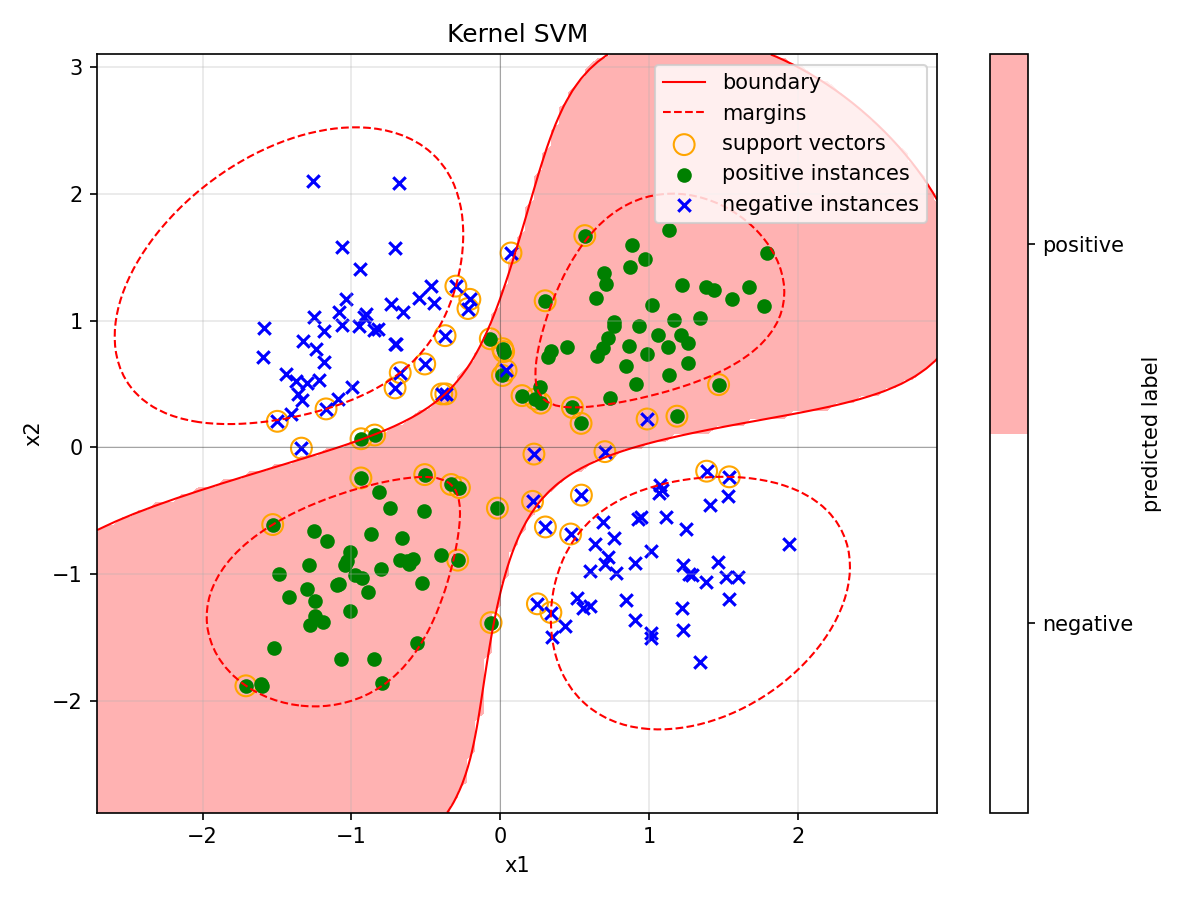 Kernel SVM
3
2
1
0
−1
−2
−2
−1
0
1
2
x2
x1
boundary
margins
support vectors
positive instances
negative instances
positive
negative
predicted label